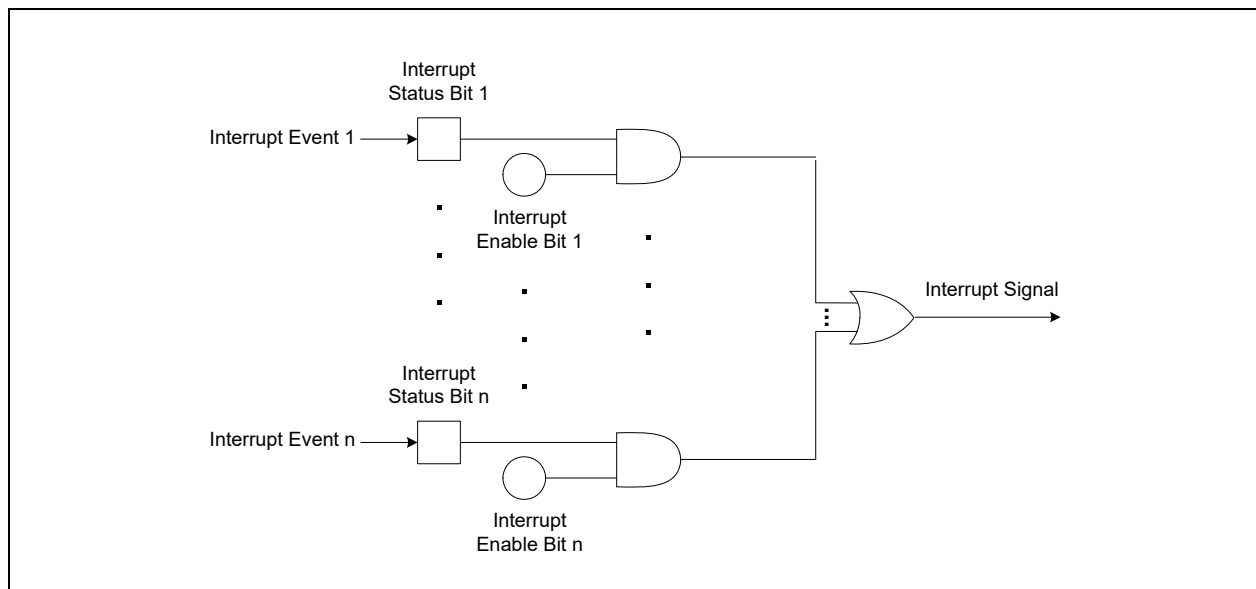 Interrupt
Status Bit 1
Interrupt Event 1
Interrupt
Enable Bit 1
Interrupt Signal
Interrupt
Status Bit n
Interrupt Event n
Interrupt
Enable Bit n